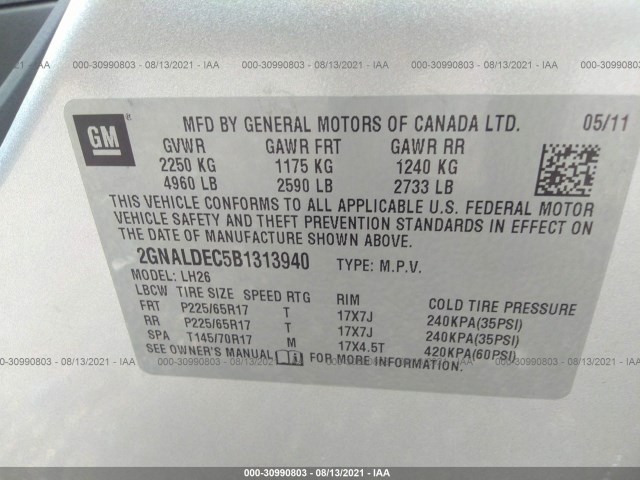 000-30990803 - 08/13/2021 - IAA 000-30990803 - 08/13/2021 - IAA 000-30990803 - 08/13/2021 - IAA
GM
MFD BY GENERAL MOTORS OF CANADA LTD. 05/11
GVWR GAWR FRT GAWR RR
2250 KG 1175 KG 1240 KG
4960 LB 2590 LB 2733 LB
THIS VEHICLE CONFORMS TO ALL APPLICABLE U.S. FEDERAL MOTOR
VEHICLE SAFETY AND THEFT PREVENTION STANDARDS IN EFFECT ON
THE DATE OF MANUFACTURE SHOWN ABOVE.
2GNALDEC5B1313940 TYPE: M.P.V.
MODEL: LH26
LBCW TIRE SIZE SPEED RTG RIM COLD TIRE PRESSURE
FRT P225/65R17 T 17X7J 240KPA(35PSI)
RR P225/65R17 T 17X7J 240KPA(35PSI)
SPA T145/70R17 M 17X4.5T 420KPA(60PSI)
SEE OWNER'S MANUAL FOR MORE INFORMATION.
000-30990803 - 08/13/2021 - IAA 000-30990803 - 08/13/2021 - IAA 000-30990803 - 08/13/2021 - IAA
000-30990803 - 08/13/2021 - IAA